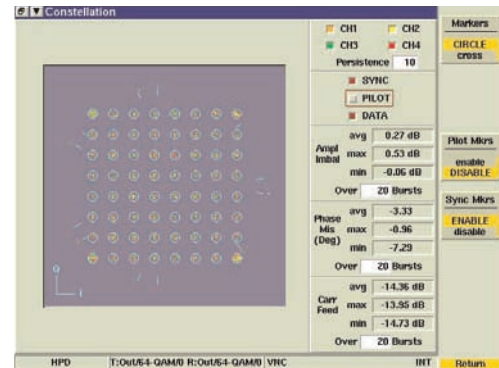 Constellation
CH1 CH2
CH3 CH4
Persistence 10
SYNC
PILOT
DATA
Ampl Imbal
avg 0.27 dB
max 0.53 dB
min -0.06 dB
Over 20 Bursts
Phase Mis (Deg)
avg -3.33
max -0.96
min -7.29
Over 20 Bursts
Carr Feed
avg -14.36 dB
max -13.95 dB
min -14.73 dB
Over 20 Bursts
Q
I
Markers
CIRCLE
cross
Pilot Mkrs
enable
DISABLE
Sync Mkrs
ENABLE
disable
HPD T:Out/64-QAM/0 R:Out/64-QAM/0 VNC INT Return